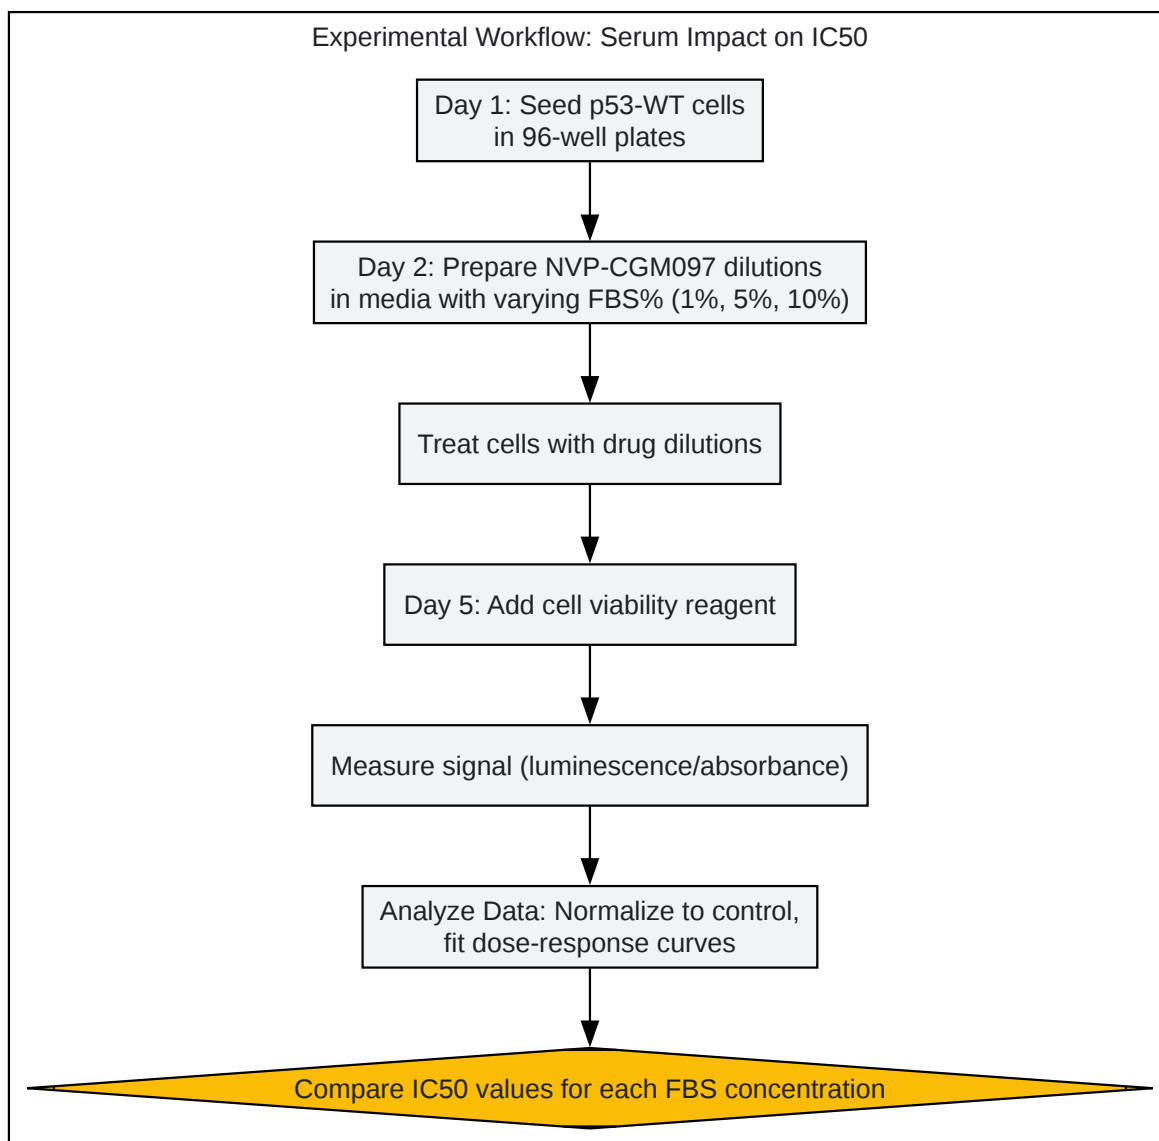 Experimental Workflow: Serum Impact on IC50
Day 1: Seed p53-WT cells
in 96-well plates
Day 2: Prepare NVP-CGM097 dilutions
in media with varying FBS% (1%, 5%, 10%)
Treat cells with drug dilutions
Day 5: Add cell viability reagent
Measure signal (luminescence/absorbance)
Analyze Data: Normalize to control,
fit dose-response curves
Compare IC50 values for each FBS concentration